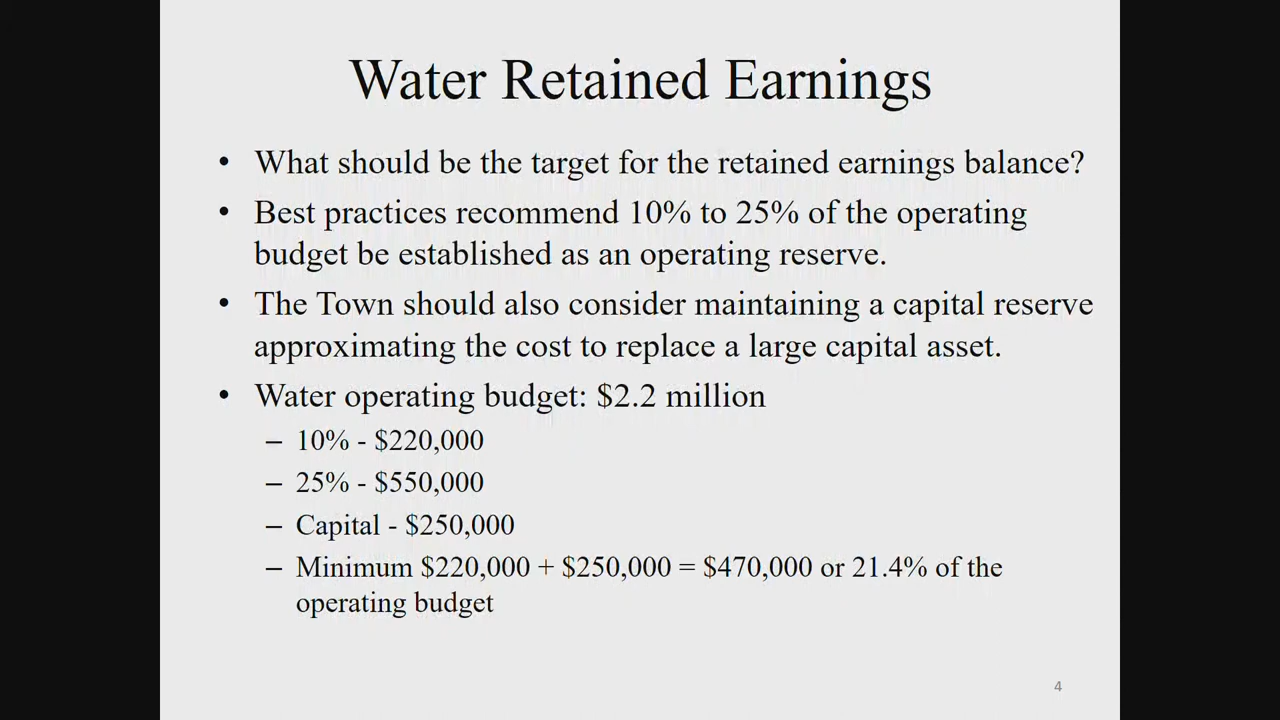 Water Retained Earnings
• What should be the target for the retained earnings balance?
• Best practices recommend 10% to 25% of the operating
budget be established as an operating reserve.
• The Town should also consider maintaining a capital reserve
approximating the cost to replace a large capital asset.
• Water operating budget: $2.2 million
– 10% - $220,000
– 25% - $550,000
– Capital - $250,000
– Minimum $220,000 + $250,000 = $470,000 or 21.4% of the
operating budget
4